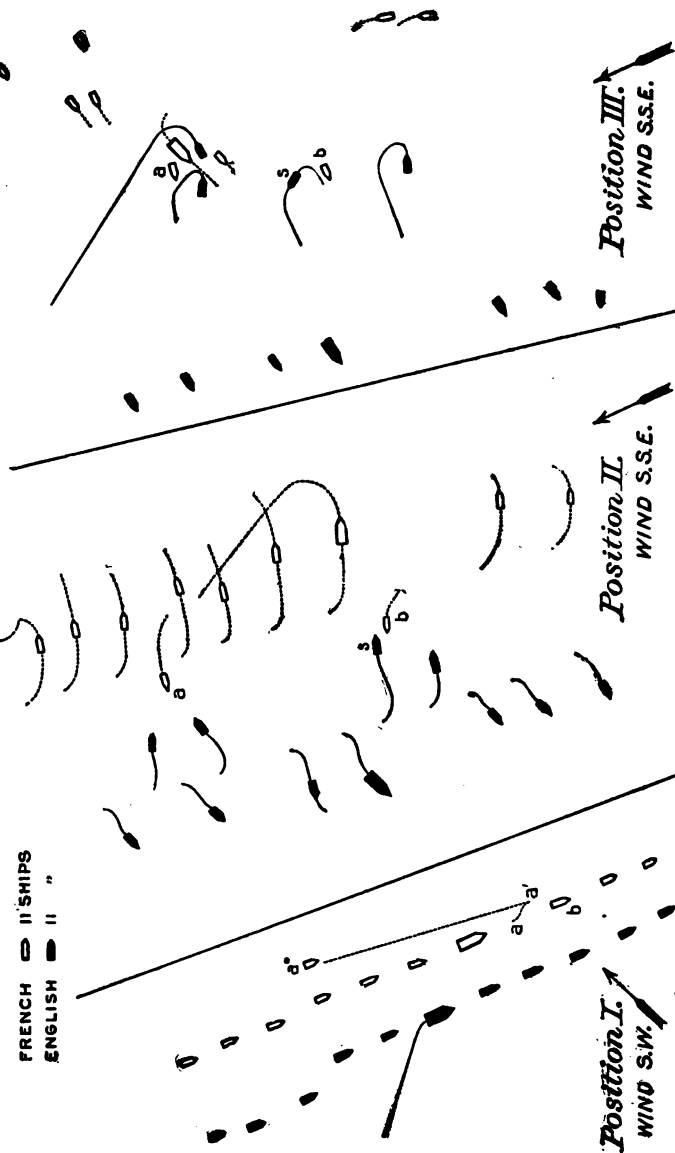 FRENCH 11 SHIPS
ENGLISH 11 "
a
a
a'
b
Position I.
WIND S.W.
a
s
b
Position II.
WIND S.S.E.
a
s
b
Position III.
WIND S.S.E.